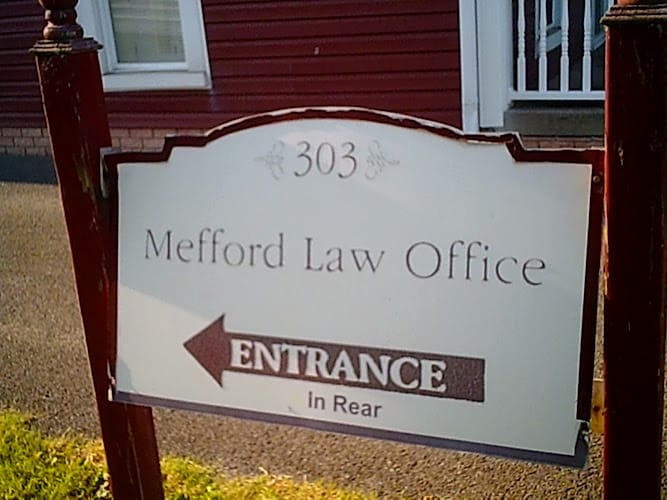 303
Mefford Law Office
ENTRANCE
In Rear